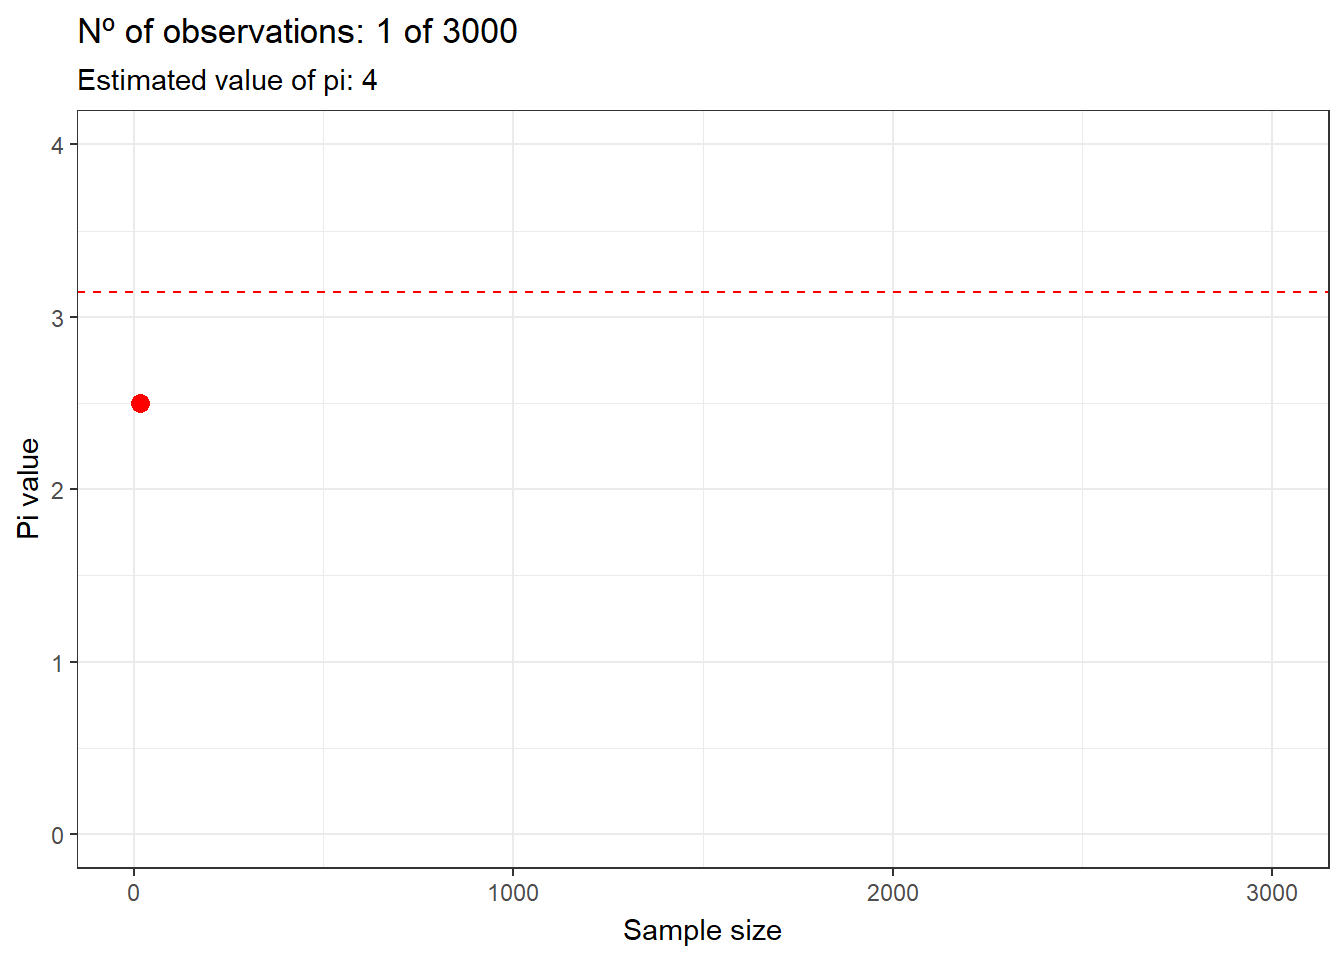 Nº of observations: 1 of 3000
Estimated value of pi: 4
4
3
2
1
0
Pi value
0 1000 2000 3000
Sample size